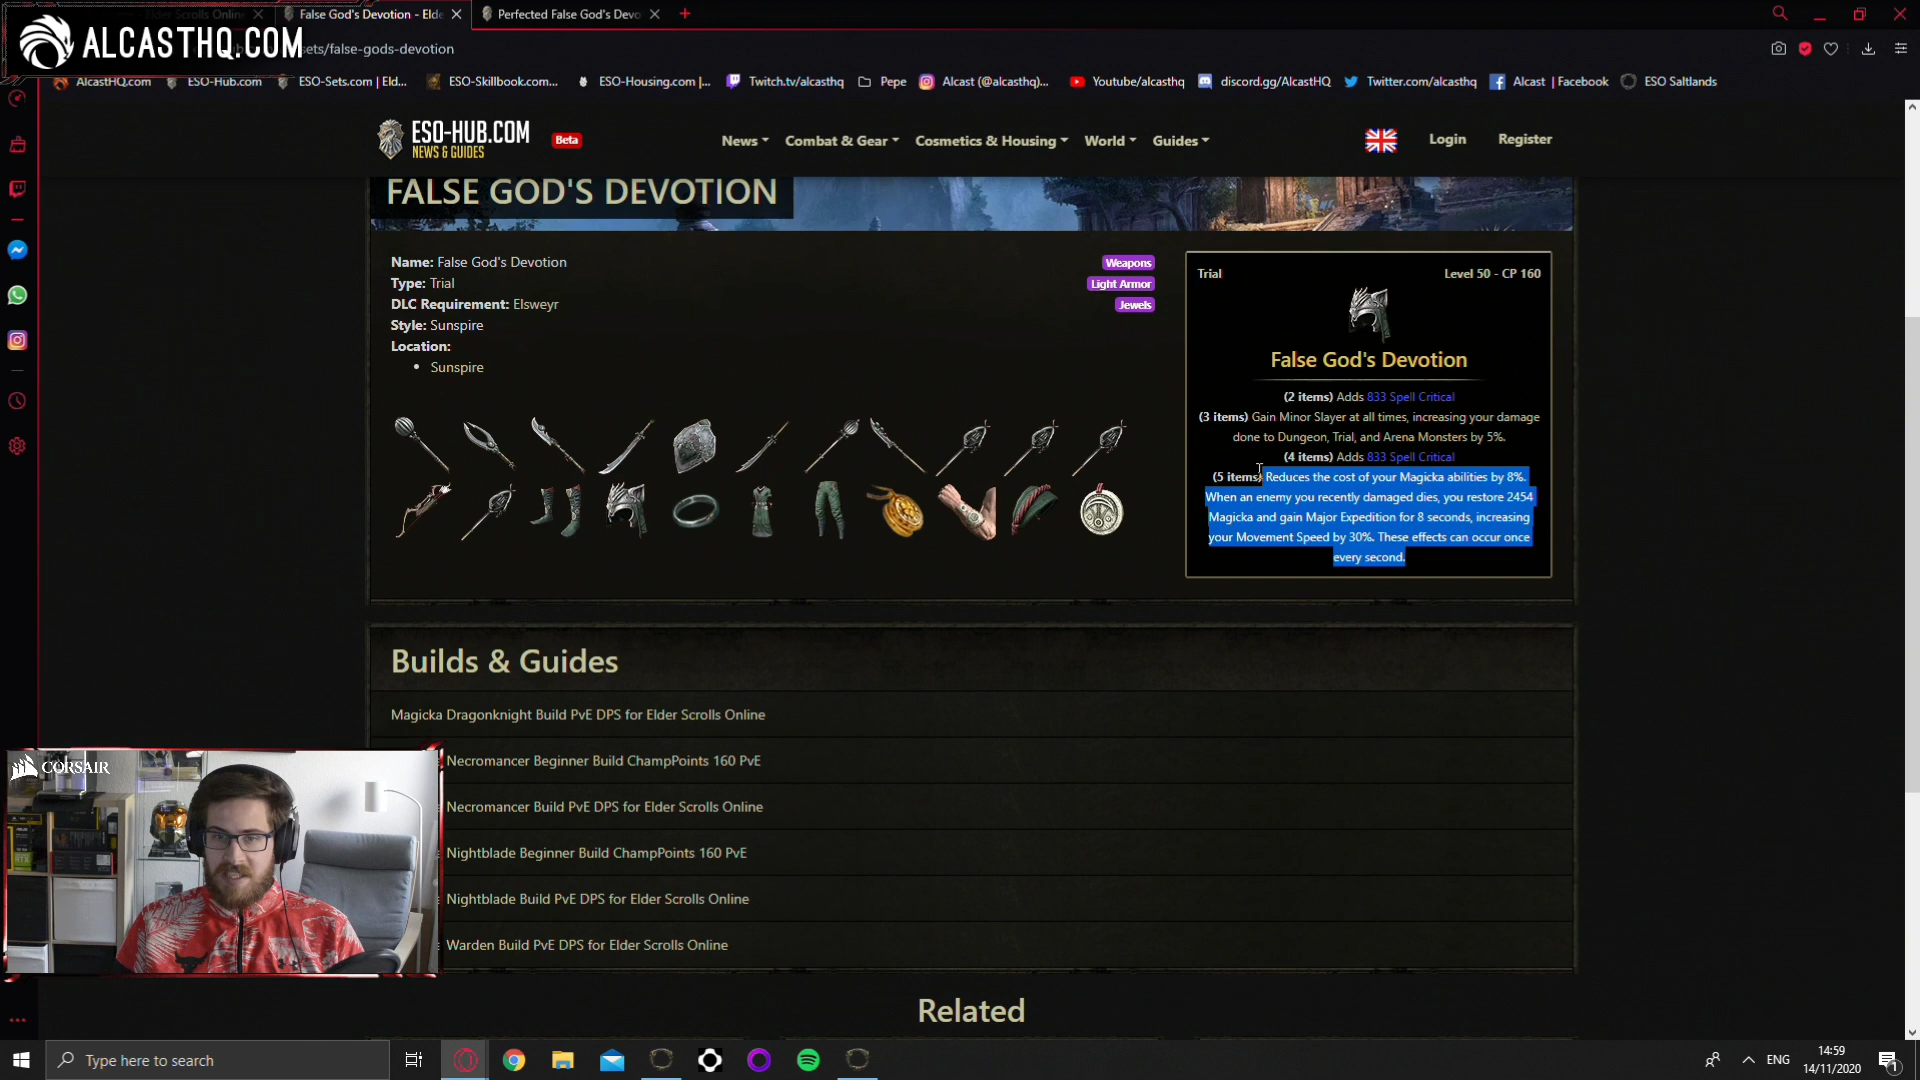 Elder Scrolls Onlin
False God's Devotion - Elde
Perfected False God's Devo
ALCASTHQ.COM
ets/false-gods-devotion
AlcastHQ.com
ESO-Hub.com
ESO-Sets.com | Eld...
ESO-Skillbook.com...
ESO-Housing.com |...
Twitch.tv/alcasthq
Pepe
Alcast (@alcasthq)...
Youtube/alcasthq
discord.gg/AlcastHQ
Twitter.com/alcasthq
Alcast | Facebook
ESO Saltlands
ESO-HUB.COM
NEWS & GUIDES
Beta
News
Combat & Gear
Cosmetics & Housing
World
Guides
Login
Register
FALSE GOD'S DEVOTION
Name: False God's Devotion
Type: Trial
DLC Requirement: Elsweyr
Style: Sunspire
Location:
• Sunspire
Weapons
Light Armor
Jewels
Trial
Level 50 - CP 160
False God's Devotion
(2 items) Adds 833 Spell Critical
(3 items) Gain Minor Slayer at all times, increasing your damage
done to Dungeon, Trial, and Arena Monsters by 5%.
(4 items) Adds 833 Spell Critical
(5 items) Reduces the cost of your Magicka abilities by 8%.
When an enemy you recently damaged dies, you restore 2454
Magicka and gain Major Expedition for 8 seconds, increasing
your Movement Speed by 30%. These effects can occur once
every second.
Builds & Guides
Magicka Dragonknight Build PvE DPS for Elder Scrolls Online
Necromancer Beginner Build ChampPoints 160 PvE
Necromancer Build PvE DPS for Elder Scrolls Online
Nightblade Beginner Build ChampPoints 160 PvE
Nightblade Build PvE DPS for Elder Scrolls Online
Warden Build PvE DPS for Elder Scrolls Online
Related
CORSAIR
Type here to search
ENG
14:59
14/11/2020
1